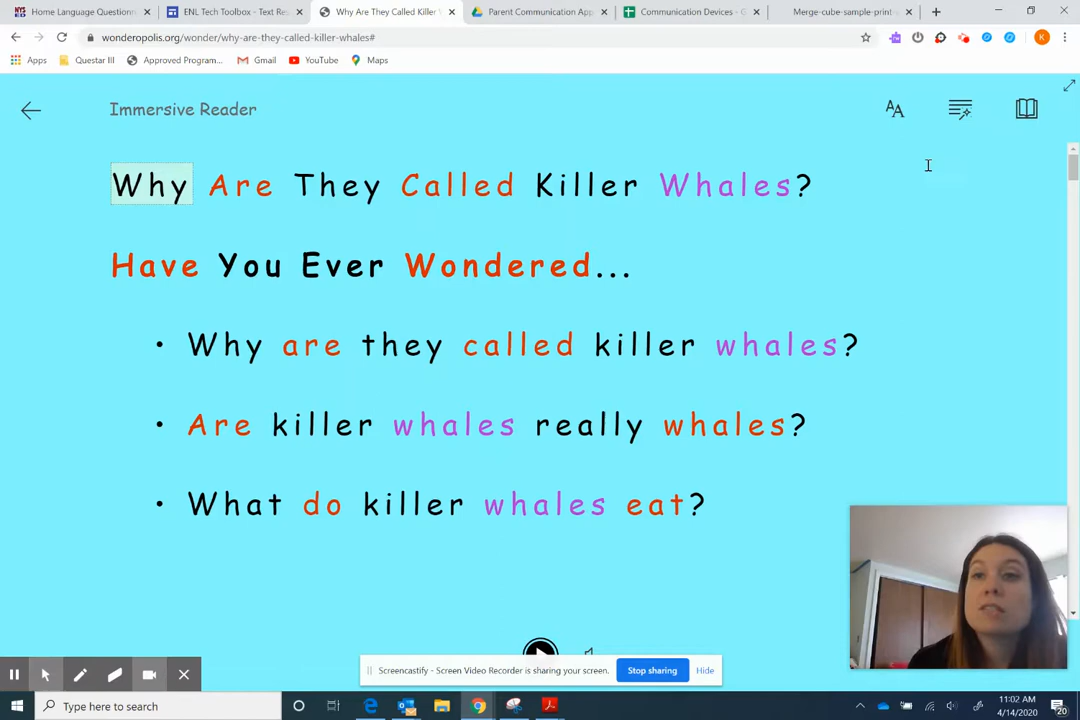 Home Language Questionn
ENL Tech Toolbox - Text Re
Why Are They Called Killer W
Parent Communication App
Communication Devices - G
Merge-cube-sample-print
wonderopolis.org/wonder/why-are-they-called-killer-whales#
K
Apps Questar III Approved Program... Gmail YouTube Maps
Immersive Reader
Why Are They Called Killer Whales?
Have You Ever Wondered...
• Why are they called killer whales?
• Are killer whales really whales?
• What do killer whales eat?
Screencastify - Screen Video Recorder is sharing your screen. Stop sharing Hide
Type here to search
11:02 AM
4/14/2020
20